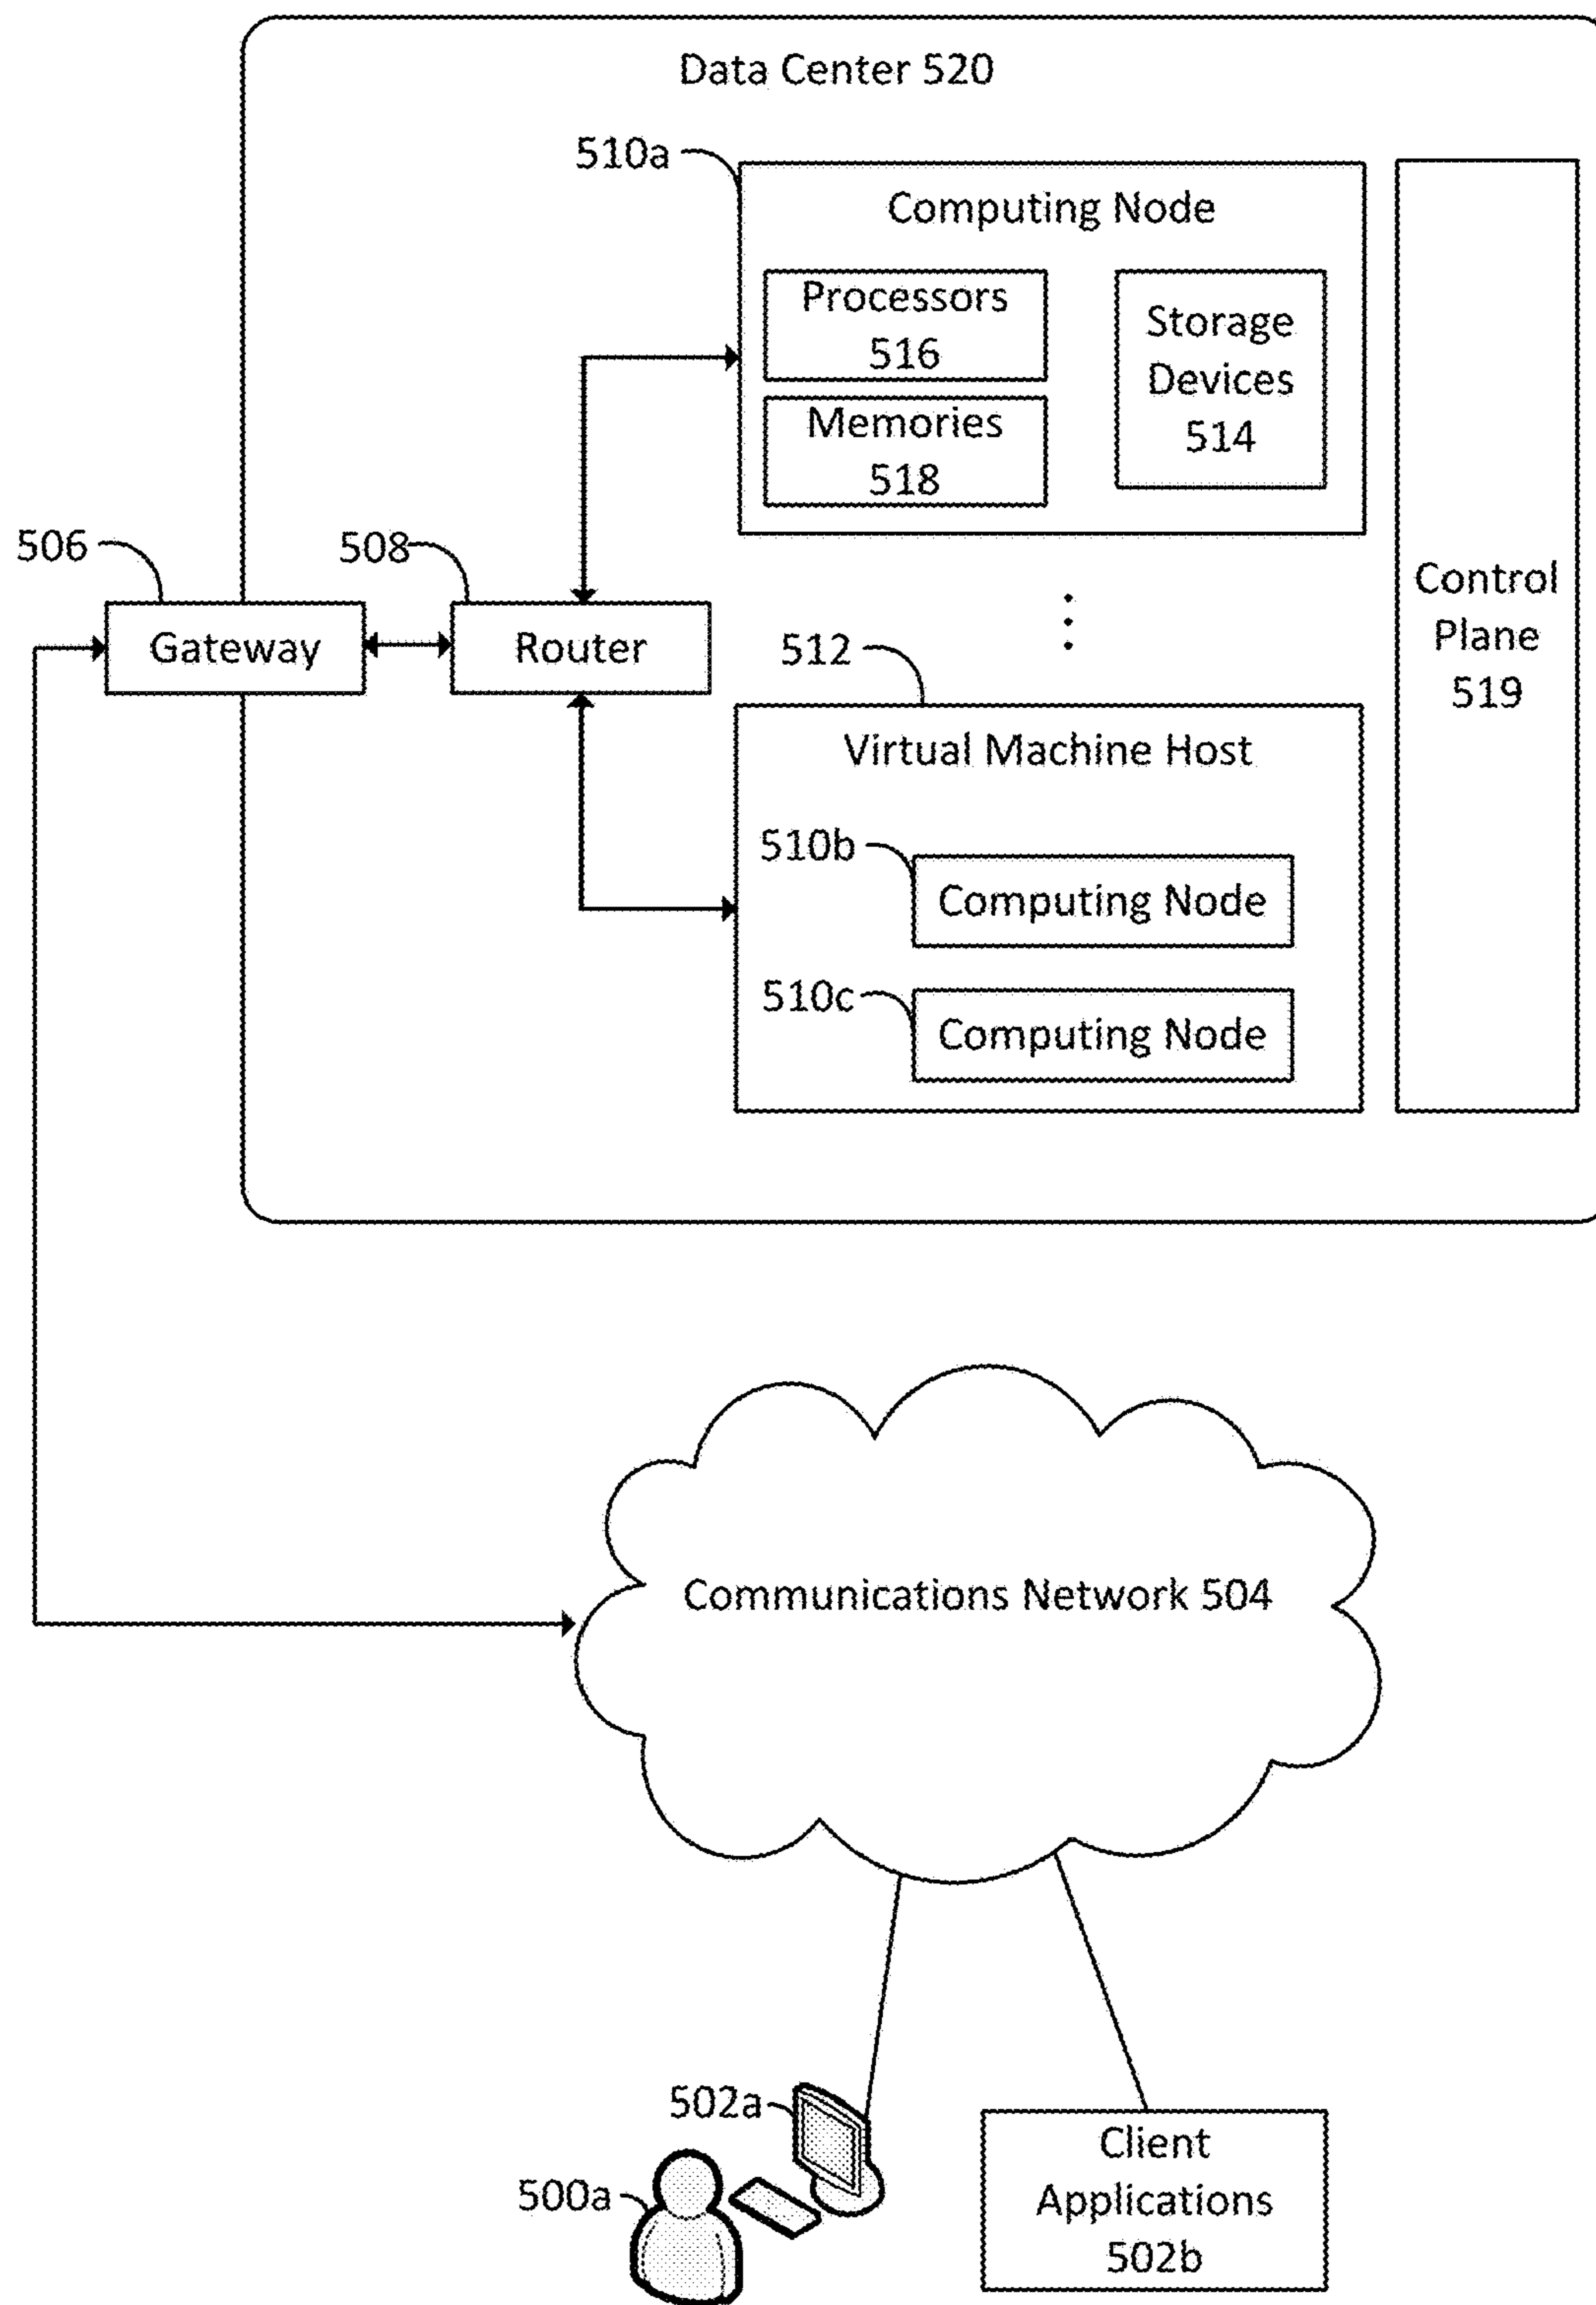 Data Center 520
510a
Computing Node
Processors
516
Memories
518
Storage
Devices
514
Control
Plane
519
506
Gateway
508
Router
512
Virtual Machine Host
510b
Computing Node
510c
Computing Node
Communications Network 504
502a
500a
Client
Applications
502b